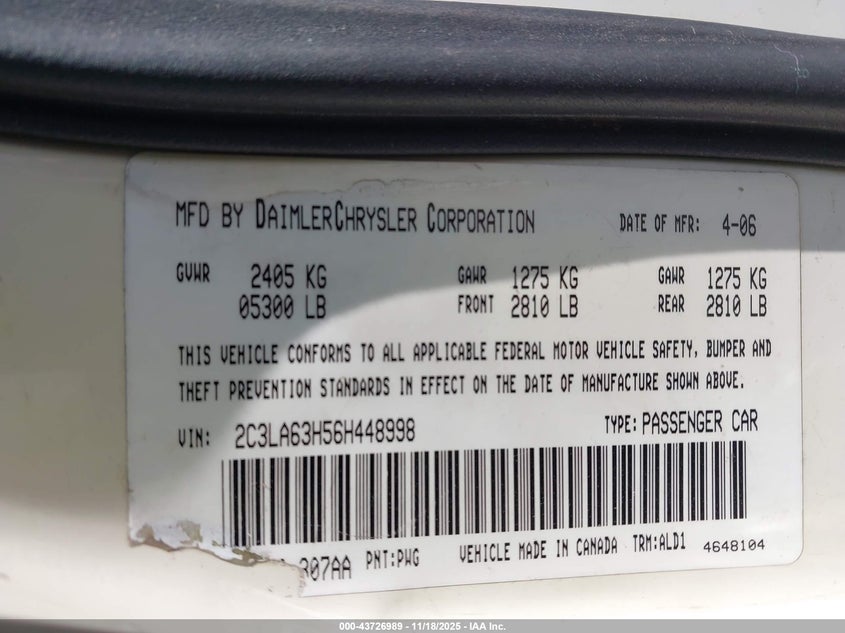 MFD BY DAIMLERCHRYSLER CORPORATION DATE OF MFR: 4-06
GVWR 2405 KG GAWR 1275 KG GAWR 1275 KG
05300 LB FRONT 2810 LB REAR 2810 LB
THIS VEHICLE CONFORMS TO ALL APPLICABLE FEDERAL MOTOR VEHICLE SAFETY, BUMPER AND
THEFT PREVENTION STANDARDS IN EFFECT ON THE DATE OF MANUFACTURE SHOWN ABOVE.
VIN: 2C3LA63H56H448998 TYPE: PASSENGER CAR
307AA PNT:PWG VEHICLE MADE IN CANADA TRM:ALD1 4648104
000-43726989 - 11/18/2025 - IAA Inc.